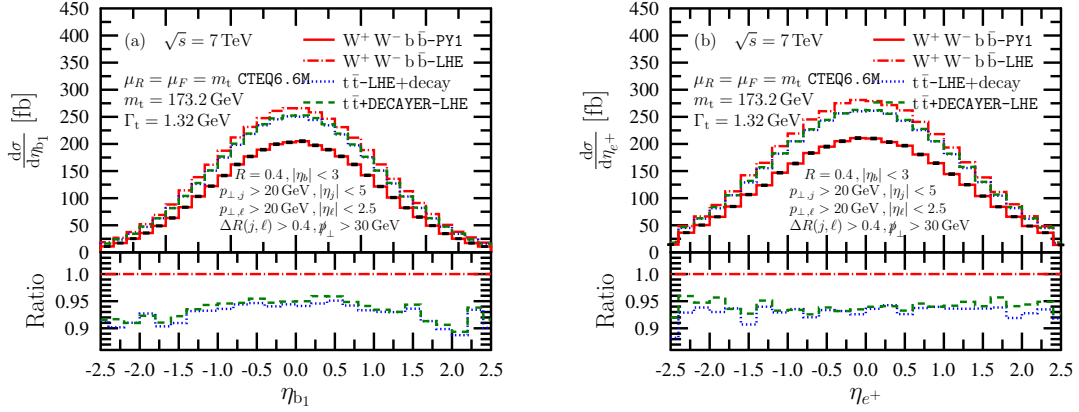 (a) √s = 7 TeV
W⁺ W⁻ b b̄-PY1
W⁺ W⁻ b b̄-LHE
t t̄-LHE+decay
t t̄+DECAYER-LHE
μ_R = μ_F = m_t CTEQ6.6M
m_t = 173.2 GeV
Γ_t = 1.32 GeV
R = 0.4 , |η_b| < 3
p_⊥,j > 20 GeV , |η_j| < 5
p_⊥,ℓ > 20 GeV , |η_ℓ| < 2.5
ΔR(j, ℓ) > 0.4 , p̸_⊥ > 30 GeV
dσ/dη_b₁ [fb]
400
350
300
250
200
150
100
50
0
Ratio
1.0
0.95
0.9
-2.5 -2.0 -1.5 -1.0 -0.5 0.0 0.5 1.0 1.5 2.0 2.5
η_b₁
(b) √s = 7 TeV
W⁺ W⁻ b b̄-PY1
W⁺ W⁻ b b̄-LHE
t t̄-LHE+decay
t t̄+DECAYER-LHE
μ_R = μ_F = m_t CTEQ6.6M
m_t = 173.2 GeV
Γ_t = 1.32 GeV
R = 0.4 , |η_b| < 3
p_⊥,j > 20 GeV , |η_j| < 5
p_⊥,ℓ > 20 GeV , |η_ℓ| < 2.5
ΔR(j, ℓ) > 0.4 , p̸_⊥ > 30 GeV
dσ/dη_e⁺ [fb]
400
350
300
250
200
150
100
50
0
Ratio
1.0
0.95
0.9
-2.5 -2.0 -1.5 -1.0 -0.5 0.0 0.5 1.0 1.5 2.0 2.5
η_e⁺